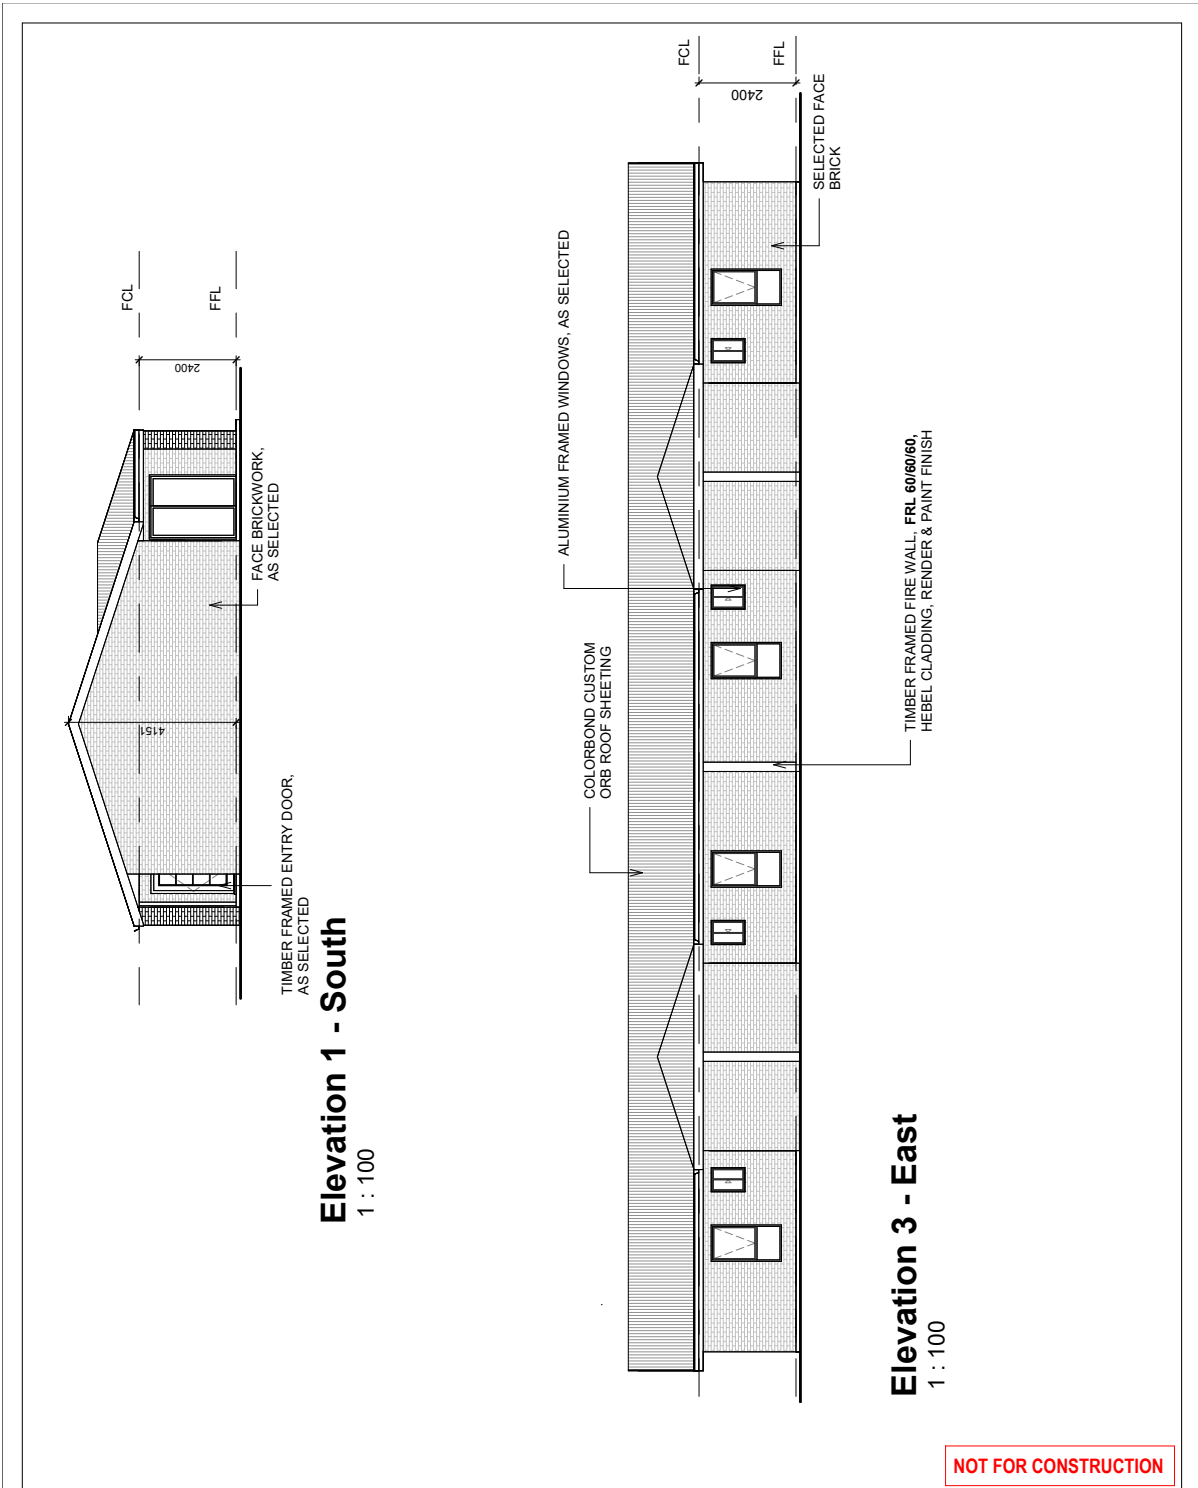 FCL
FFL
2400
4151
FACE BRICKWORK,
AS SELECTED
TIMBER FRAMED ENTRY DOOR,
AS SELECTED
Elevation 1 - South
1 : 100
FCL
FFL
2400
SELECTED FACE
BRICK
ALUMINIUM FRAMED WINDOWS, AS SELECTED
COLORBOND CUSTOM
ORB ROOF SHEETING
TIMBER FRAMED FIRE WALL, FRL 60/60/60,
HEBEL CLADDING, RENDER & PAINT FINISH
Elevation 3 - East
1 : 100
NOT FOR CONSTRUCTION